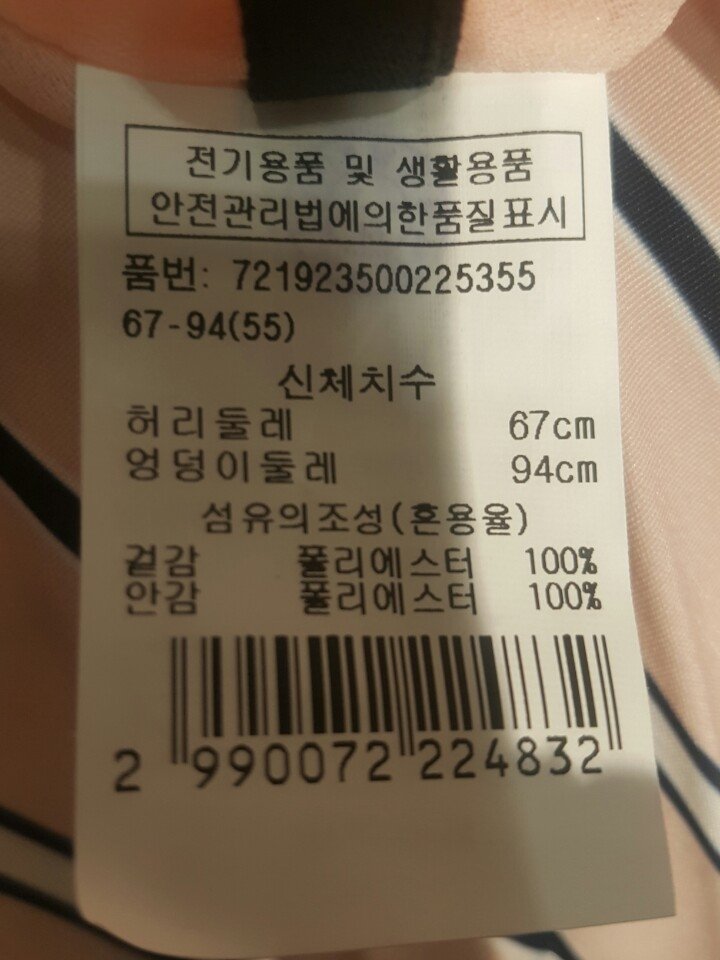 전기용품 및 생활용품
안전관리법에의한품질표시
품번: 721923500225355
67-94(55)
신체치수
허리둘레 67cm
엉덩이둘레 94cm
섬유의조성(혼용율)
겉감 폴리에스터 100%
안감 폴리에스터 100%
2 990072 224832